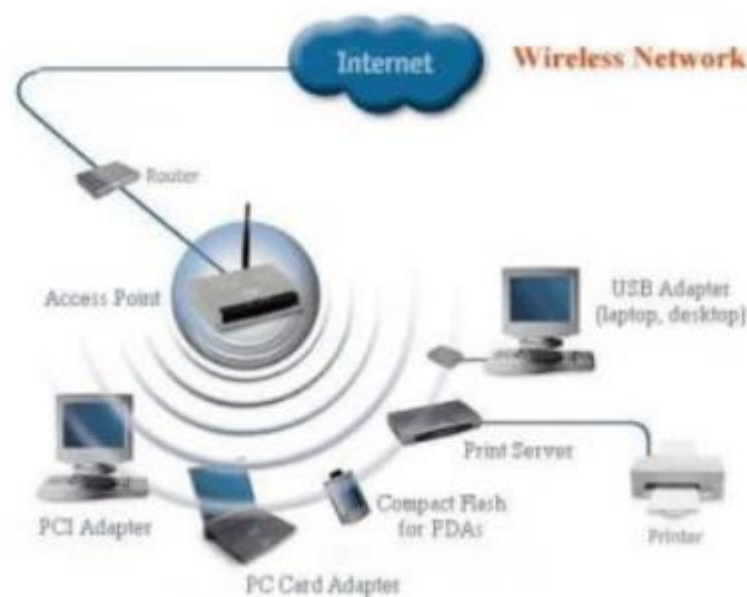 Internet
Wireless Network
Router
Access Point
USB Adapter
(laptop, desktop)
Print Server
PCI Adapter
Compact Flash
for PDAs
Printer
PC Card Adapter